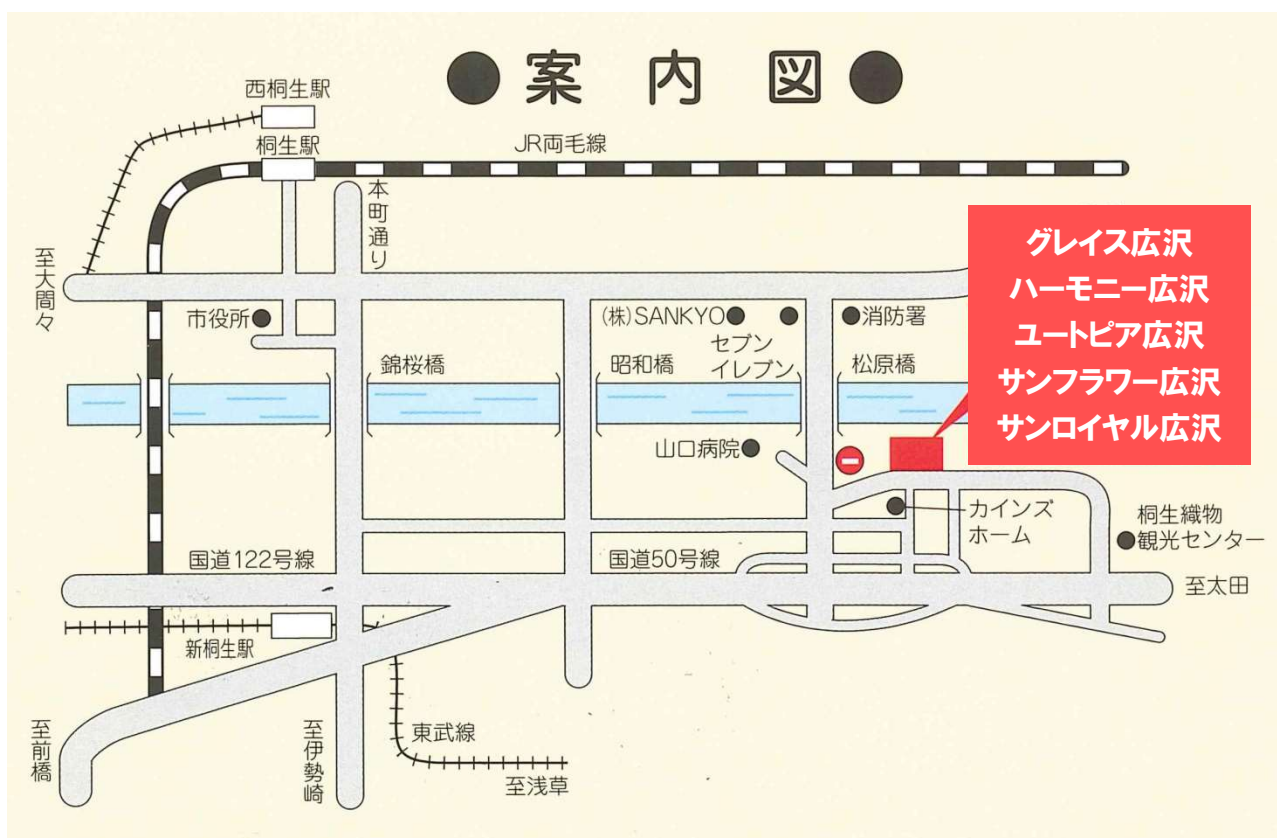 ●案内図●
西桐生駅
桐生駅
JR両毛線
本町通り
至大間々
グレイス広沢
ハーモニー広沢
ユートピア広沢
サンフラワー広沢
サンロイヤル広沢
市役所●
(株)SANKYO●
セブン
イレブン
●消防署
錦桜橋
昭和橋
松原橋
山口病院●
カインズ
ホーム
桐生織物
●観光センター
国道122号線
国道50号線
至太田
新桐生駅
至前橋
至伊勢崎
東武線
至浅草